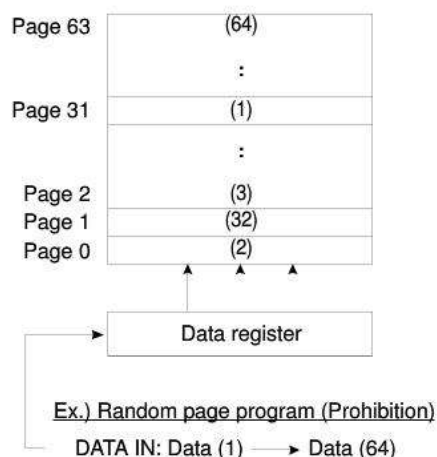 Page 63 (64)
:
Page 31 (1)
:
Page 2 (3)
Page 1 (32)
Page 0 (2)
Data register
Ex.) Random page program (Prohibition)
DATA IN: Data (1) → Data (64)